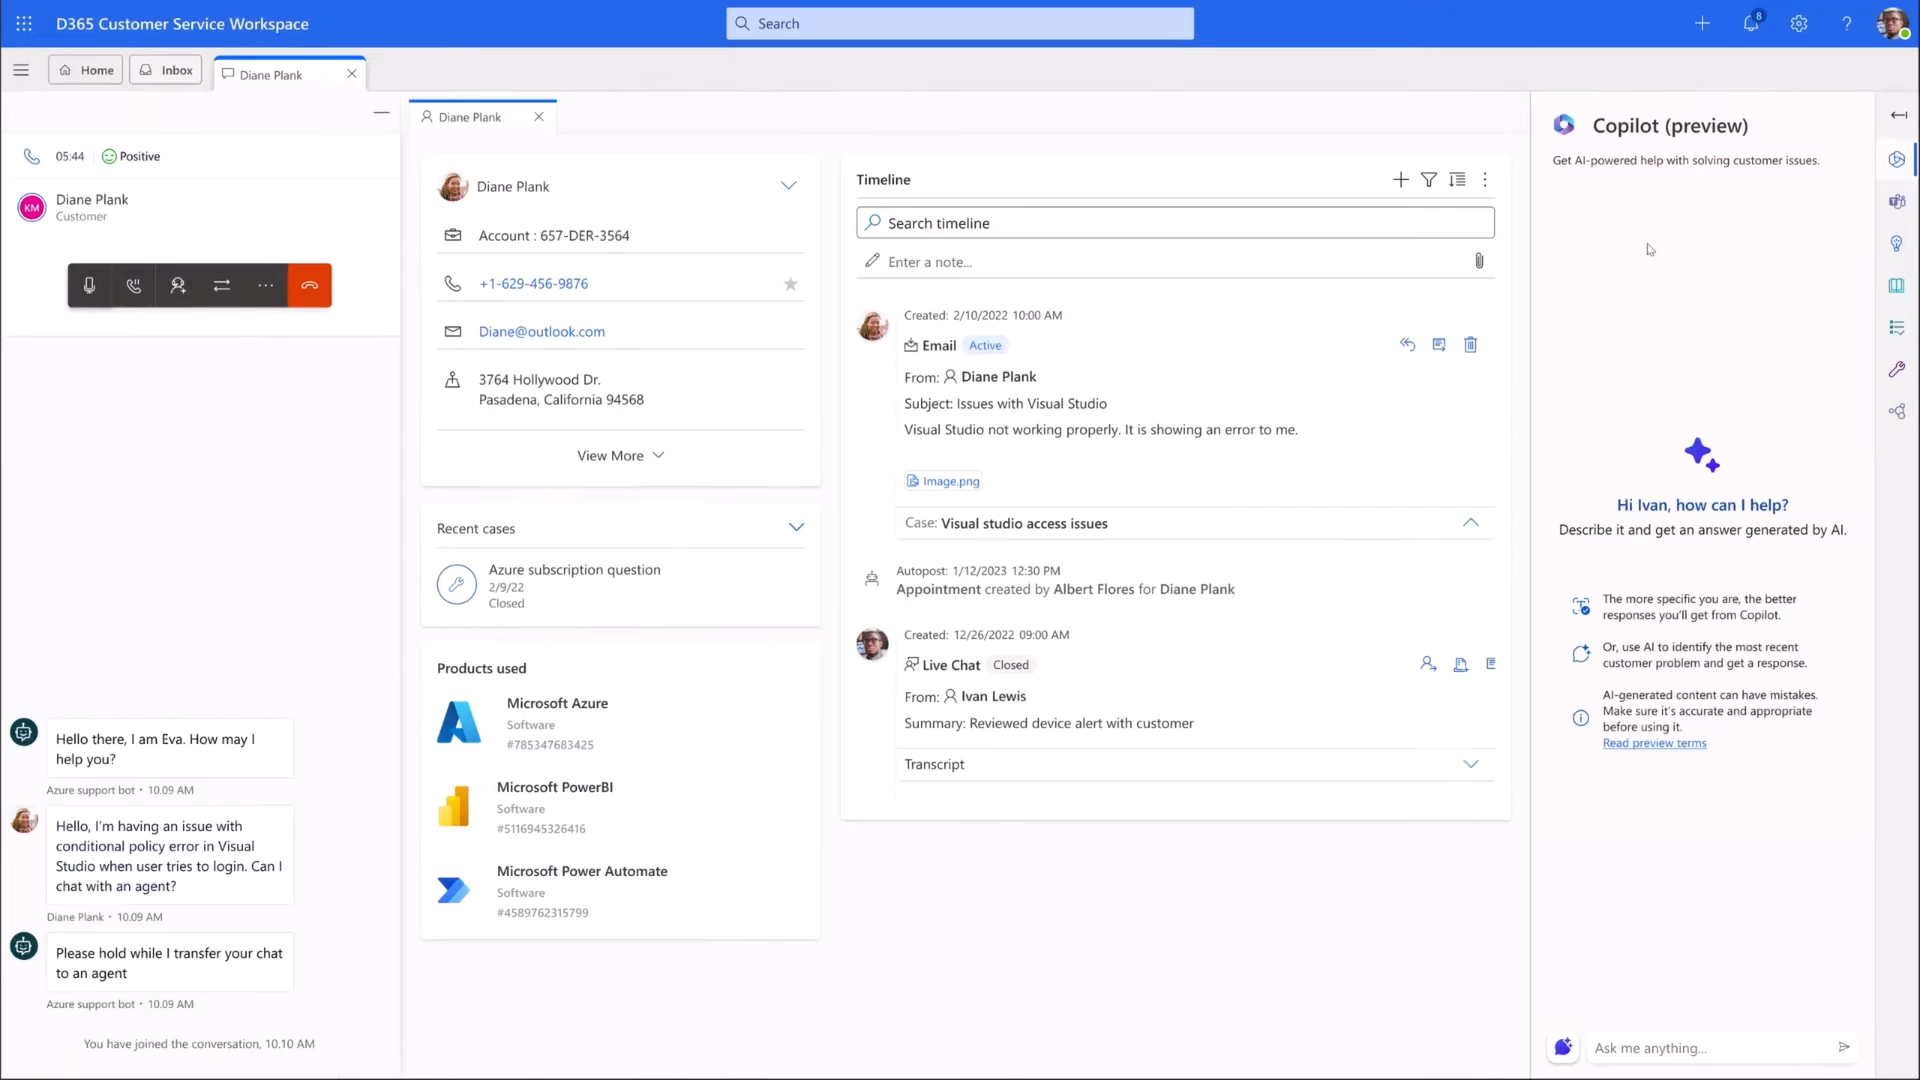 D365 Customer Service Workspace
Search
8
Home
Inbox
Diane Plank
05:44
Positive
KM
Diane Plank
Customer
Hello there, I am Eva. How may I
help you?
Azure support bot • 10.09 AM
Hello, I'm having an issue with
conditional policy error in Visual
Studio when user tries to login. Can I
chat with an agent?
Diane Plank • 10.09 AM
Please hold while I transfer your chat
to an agent
Azure support bot • 10.09 AM
You have joined the conversation, 10.10 AM
Diane Plank
Diane Plank
Account : 657-DER-3564
+1-629-456-9876
Diane@outlook.com
3764 Hollywood Dr.
Pasadena, California 94568
View More
Recent cases
Azure subscription question
2/9/22
Closed
Products used
Microsoft Azure
Software
#785347683425
Microsoft PowerBI
Software
#5116945326416
Microsoft Power Automate
Software
#4589762315799
Timeline
Search timeline
Enter a note...
Created: 2/10/2022 10:00 AM
Email Active
From: Diane Plank
Subject: Issues with Visual Studio
Visual Studio not working properly. It is showing an error to me.
Image.png
Case: Visual studio access issues
Autopost: 1/12/2023 12:30 PM
Appointment created by Albert Flores for Diane Plank
Created: 12/26/2022 09:00 AM
Live Chat Closed
From: Ivan Lewis
Summary: Reviewed device alert with customer
Transcript
Copilot (preview)
Get AI-powered help with solving customer issues.
Hi Ivan, how can I help?
Describe it and get an answer generated by AI.
The more specific you are, the better
responses you'll get from Copilot.
Or, use AI to identify the most recent
customer problem and get a response.
AI-generated content can have mistakes.
Make sure it's accurate and appropriate
before using it.
Read preview terms
Ask me anything...